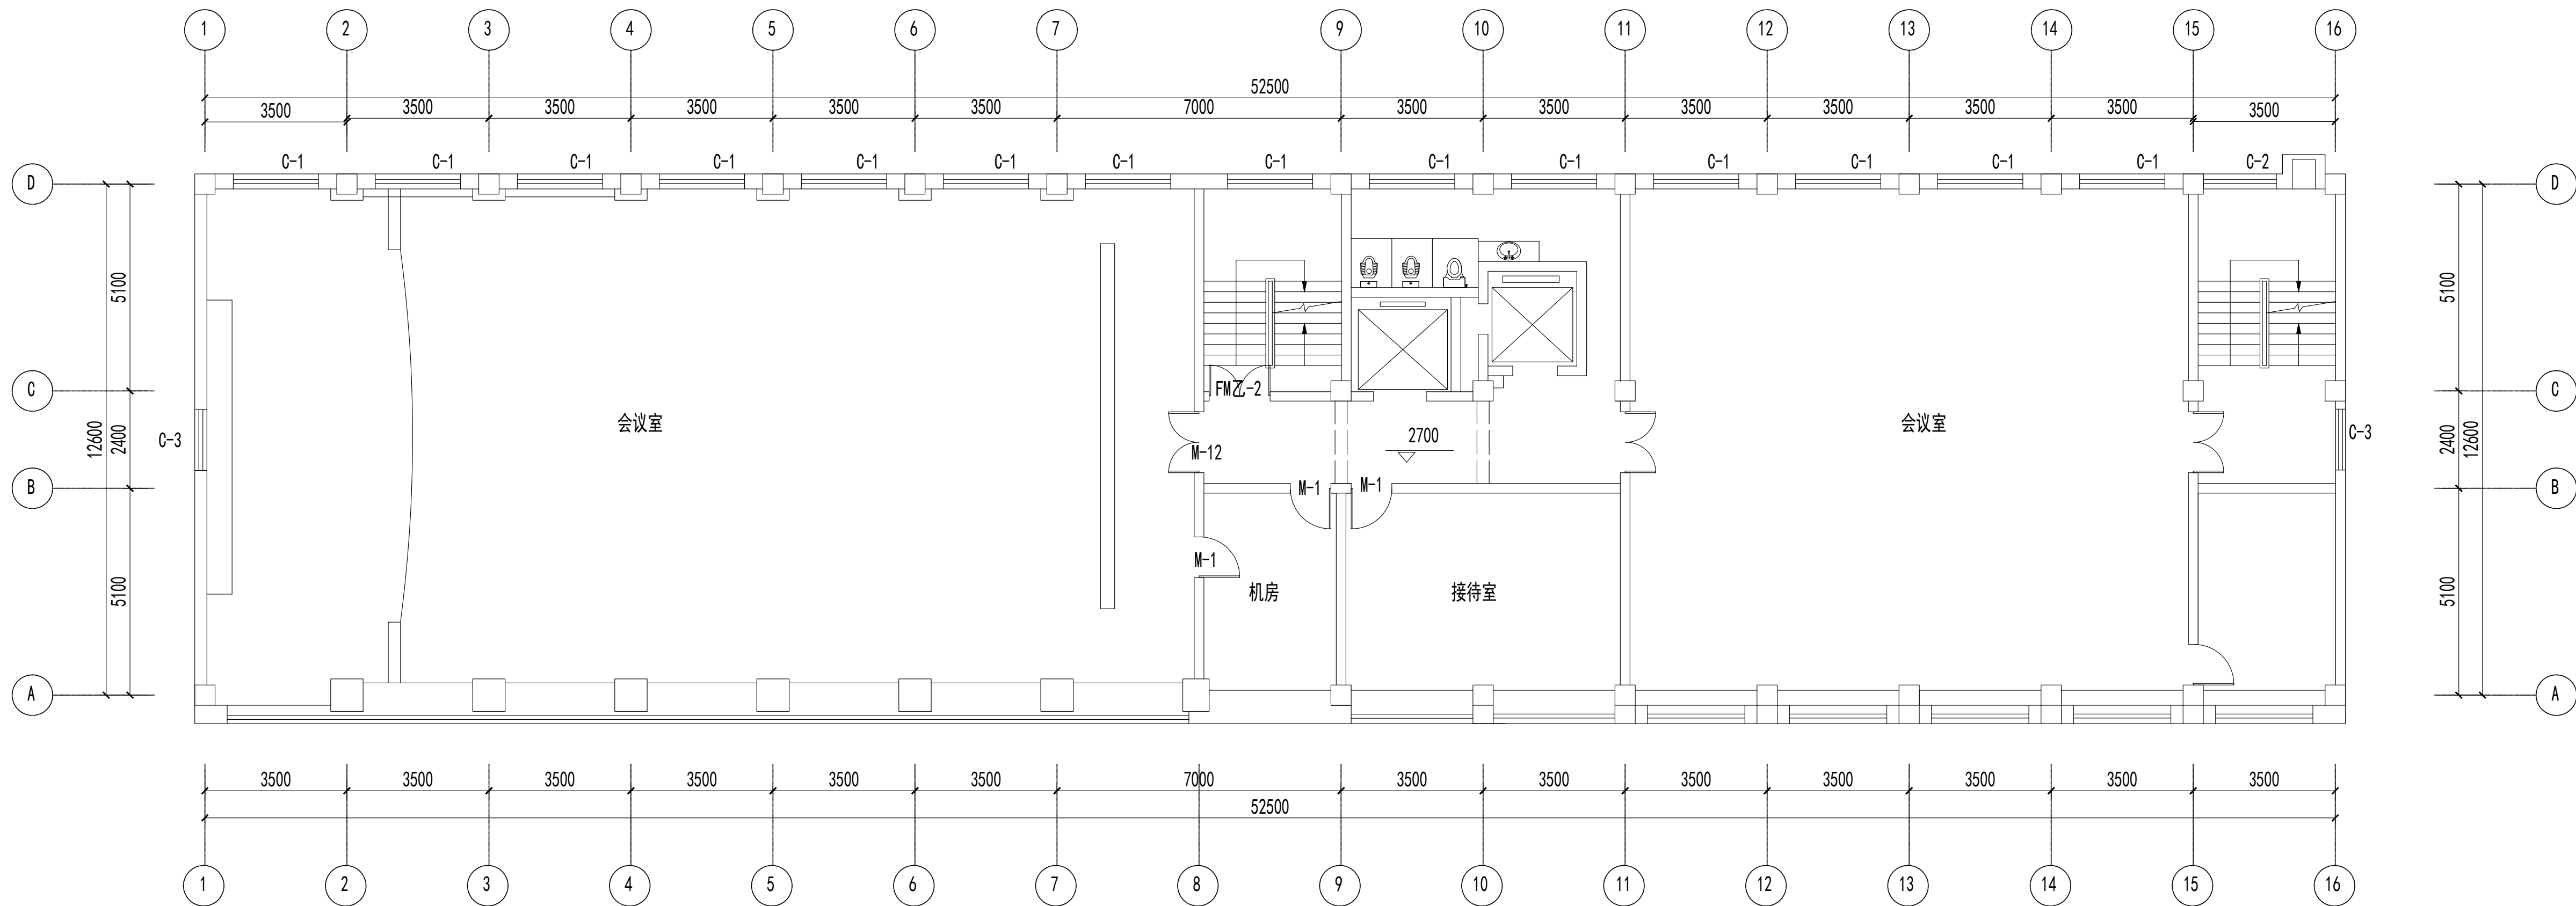 1 2 3 4 5 6 7 9 10 11 12 13 14 15 16
52500
3500 3500 3500 3500 3500 3500 7000 3500 3500 3500 3500 3500 3500 3500
C-1 C-1 C-1 C-1 C-1 C-1 C-1 C-1 C-1 C-1 C-1 C-1 C-1 C-1 C-2
D D
5100 5100
C FM乙-2 C
12600 2400 2400 12600
C-3 会议室 2700 会议室 C-3
M-12
B M-1 M-1 B
M-1
5100 机房 接待室 5100
A A
3500 3500 3500 3500 3500 3500 7000 3500 3500 3500 3500 3500 3500 3500
52500
1 2 3 4 5 6 7 8 9 10 11 12 13 14 15 16